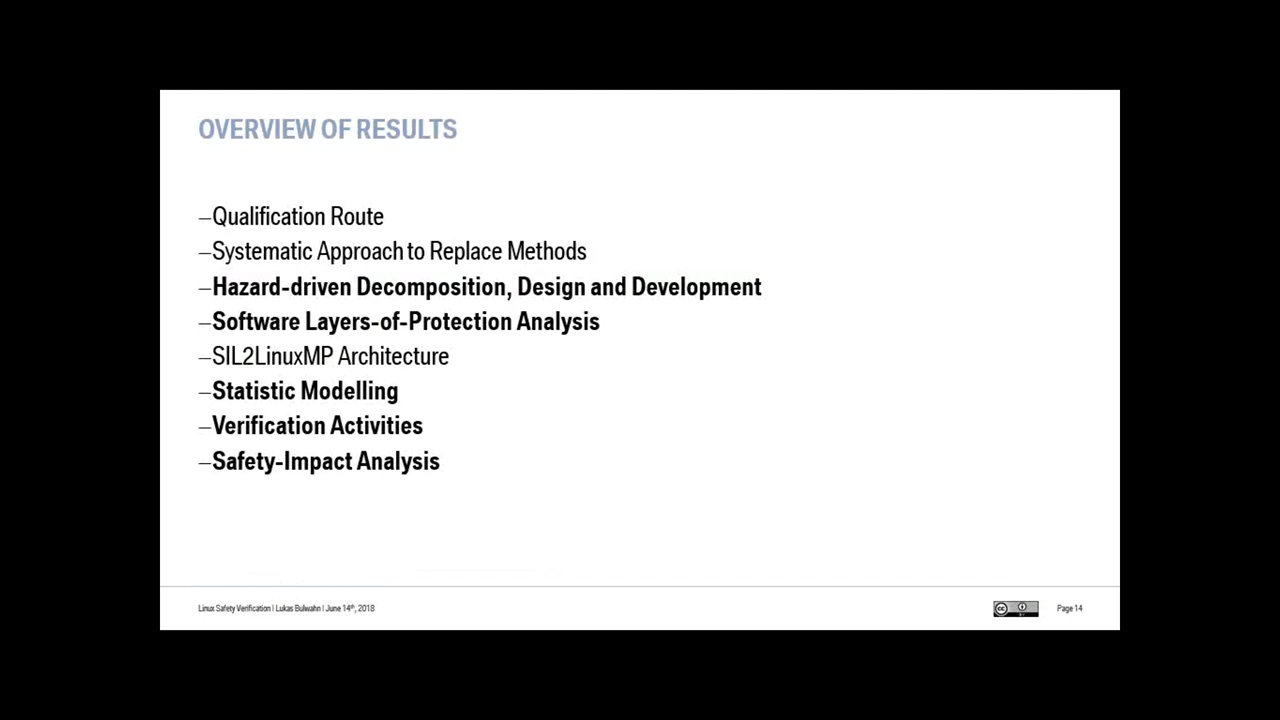 OVERVIEW OF RESULTS
–Qualification Route
–Systematic Approach to Replace Methods
–Hazard-driven Decomposition, Design and Development
–Software Layers-of-Protection Analysis
–SIL2LinuxMP Architecture
–Statistic Modelling
–Verification Activities
–Safety-Impact Analysis
Linux Safety Verification | Lukas Bulwahn | June 14th, 2018
cc
BY
Page 14